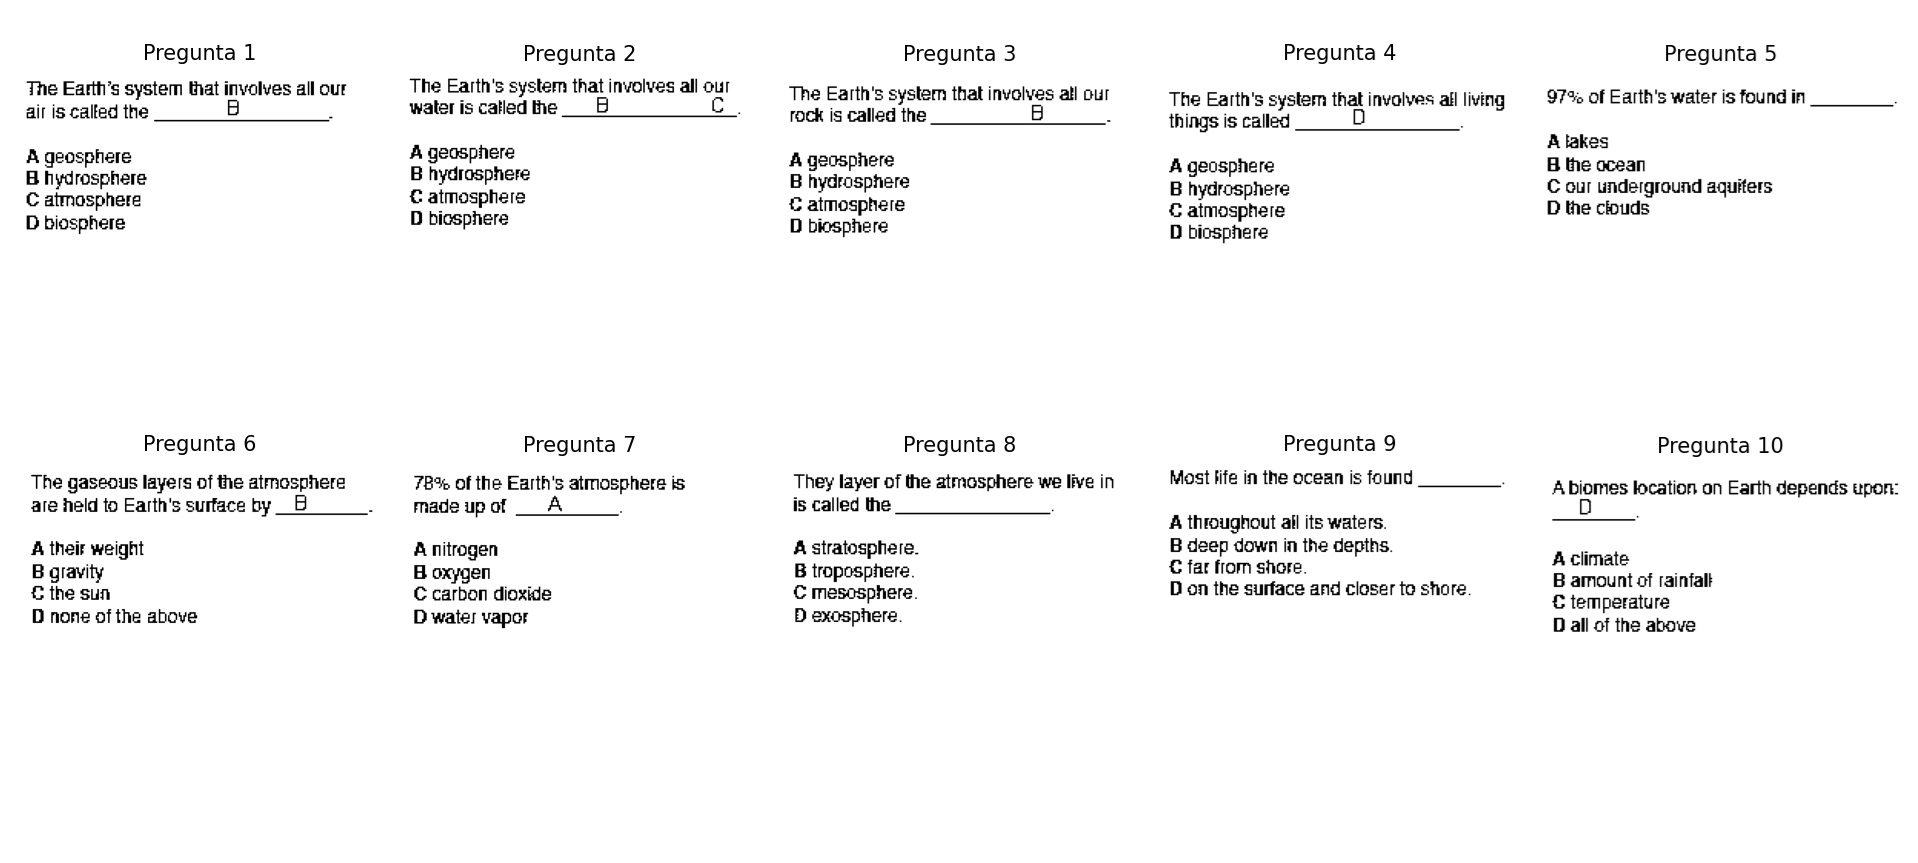 Pregunta 1
The Earth's system that involves all our
air is called the ______B______.
A geosphere
B hydrosphere
C atmosphere
D biosphere
Pregunta 2
The Earth's system that involves all our
water is called the ___B________C_.
A geosphere
B hydrosphere
C atmosphere
D biosphere
Pregunta 3
The Earth's system that involves all our
rock is called the ________B_____.
A geosphere
B hydrosphere
C atmosphere
D biosphere
Pregunta 4
The Earth's system that involves all living
things is called _____D________.
A geosphere
B hydrosphere
C atmosphere
D biosphere
Pregunta 5
97% of Earth's water is found in ________.
A lakes
B the ocean
C our underground aquifers
D the clouds
Pregunta 6
The gaseous layers of the atmosphere
are held to Earth's surface by __B_____.
A their weight
B gravity
C the sun
D none of the above
Pregunta 7
78% of the Earth's atmosphere is
made up of ___A_____.
A nitrogen
B oxygen
C carbon dioxide
D water vapor
Pregunta 8
They layer of the atmosphere we live in
is called the _______________.
A stratosphere.
B troposphere.
C mesosphere.
D exosphere.
Pregunta 9
Most life in the ocean is found ________.
A throughout all its waters.
B deep down in the depths.
C far from shore.
D on the surface and closer to shore.
Pregunta 10
A biomes location on Earth depends upon:
___D_____.
A climate
B amount of rainfall
C temperature
D all of the above